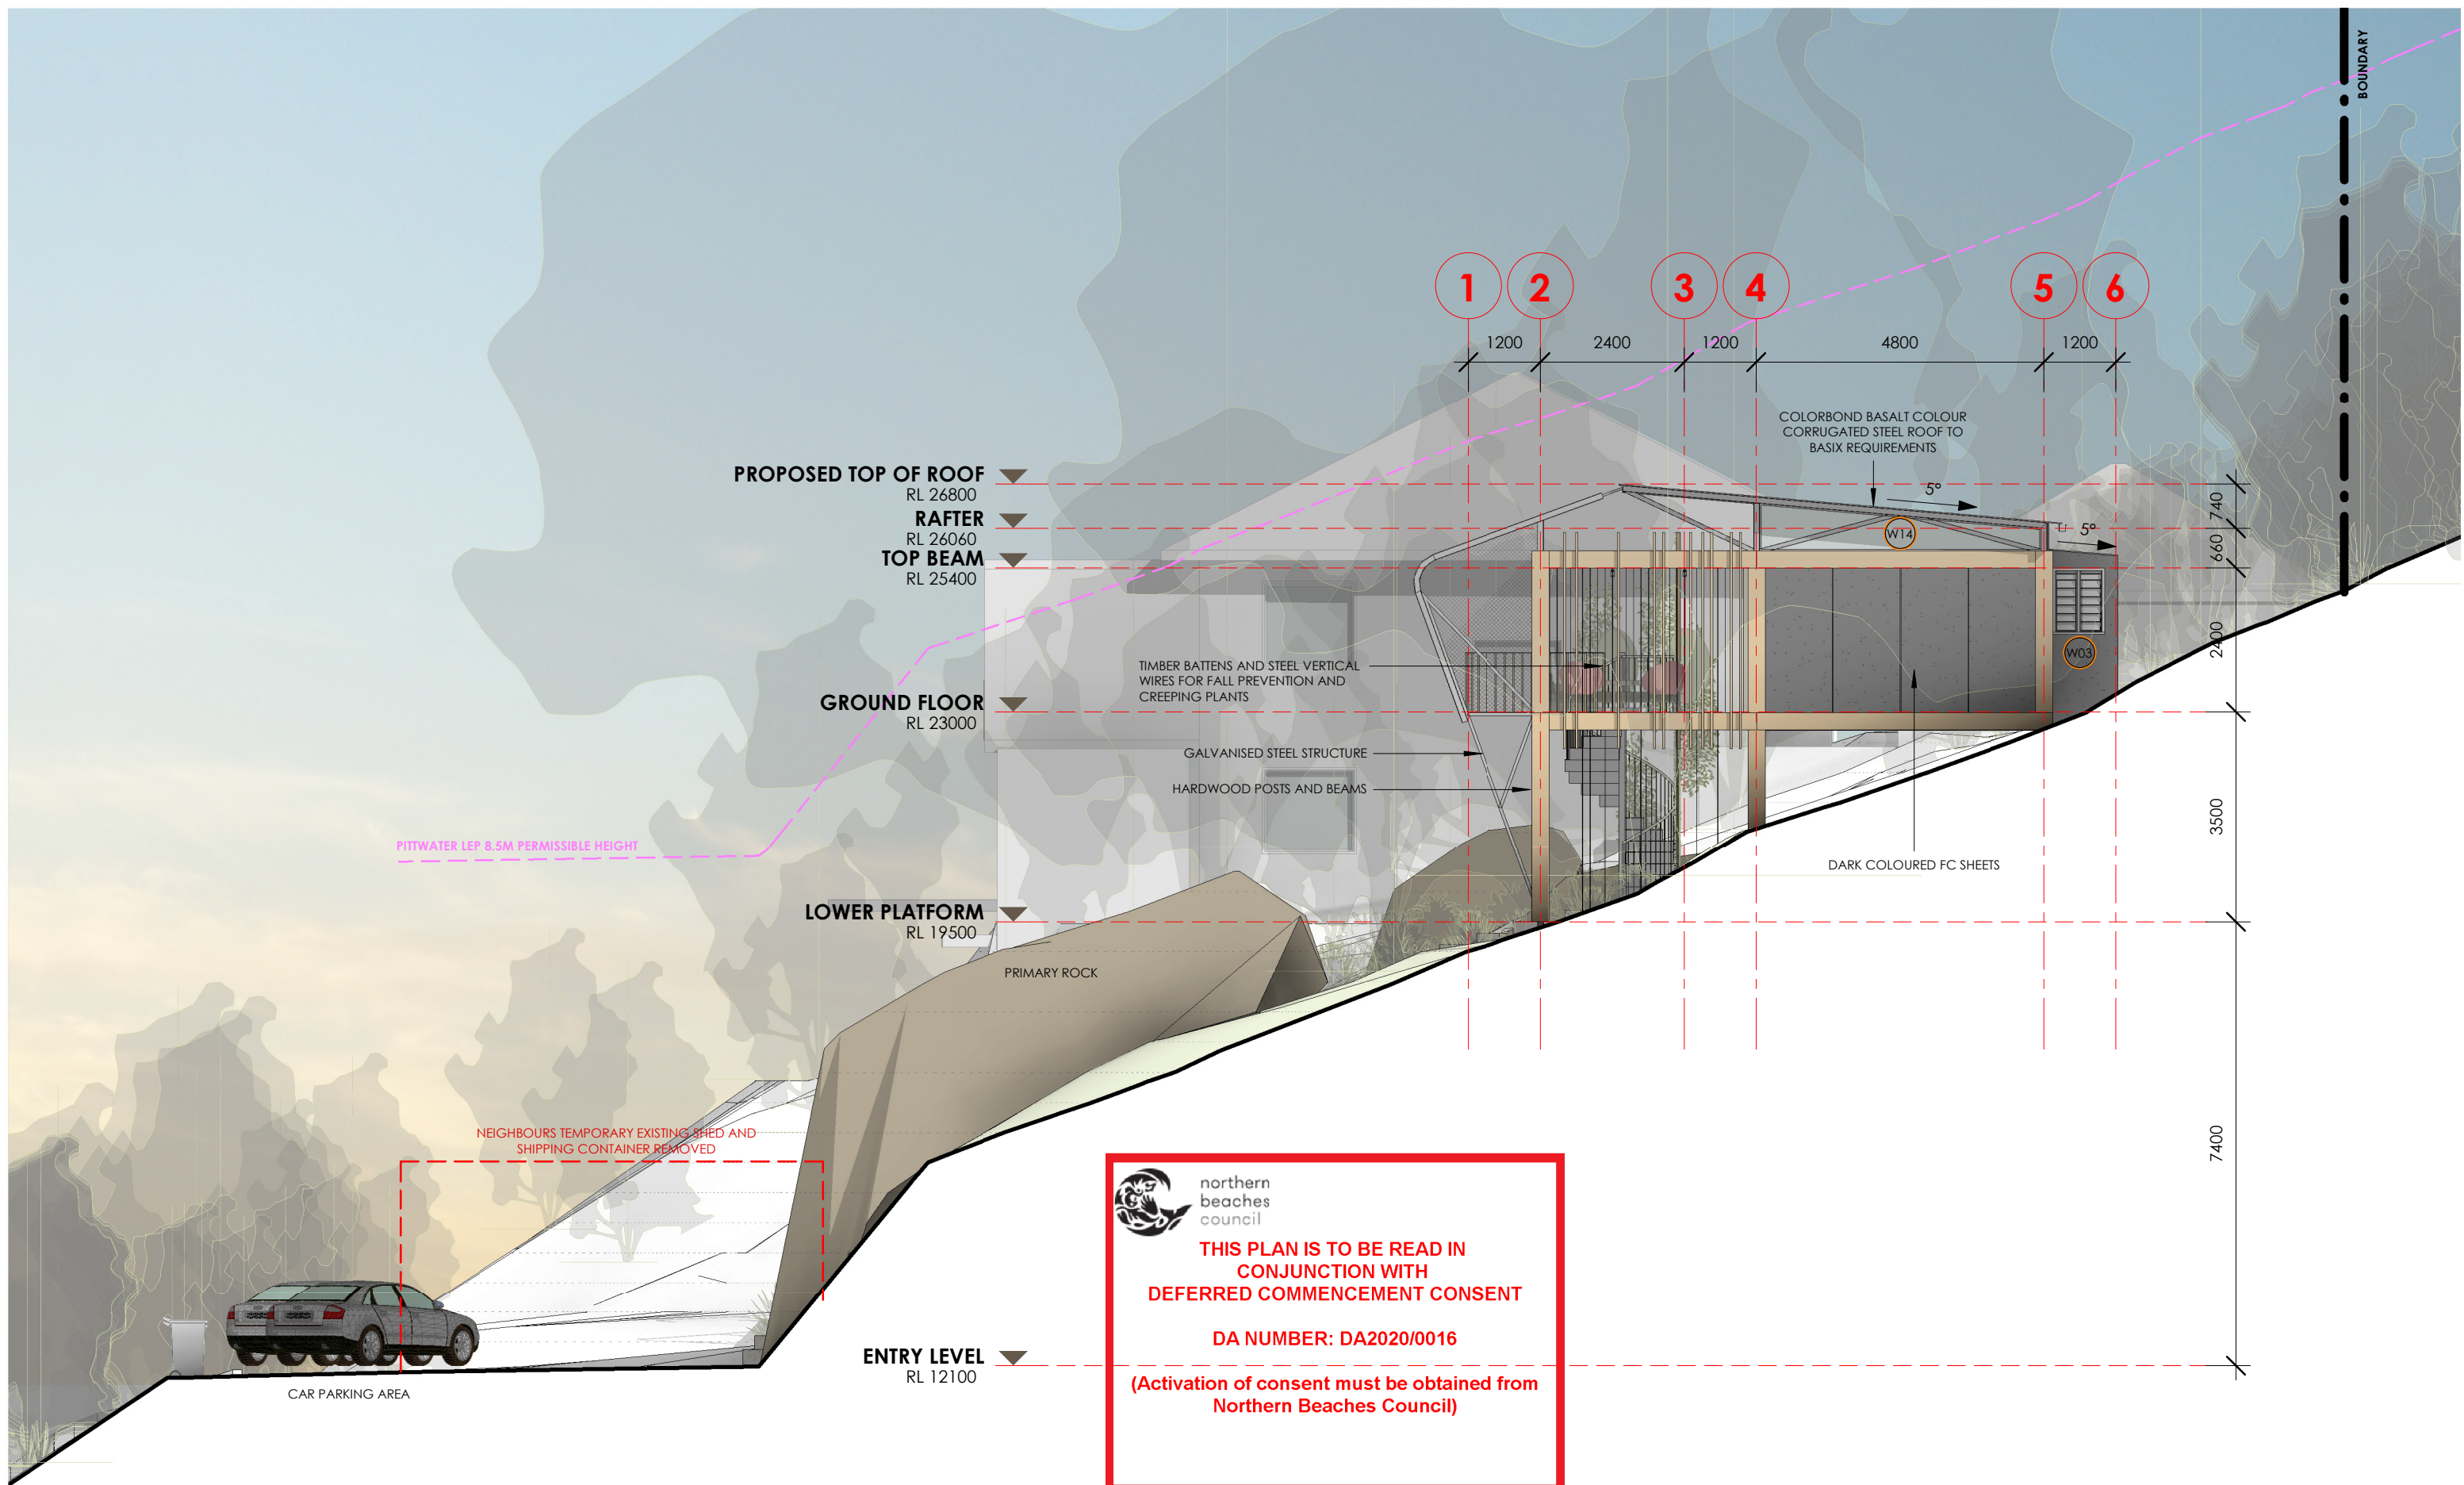 BOUNDARY
1 2 3 4 5 6
1200 2400 1200 4800 1200
COLORBOND BASALT COLOUR
CORRUGATED STEEL ROOF TO
BASIX REQUIREMENTS
PROPOSED TOP OF ROOF
RL 26800
5°
740
RAFTER
RL 26060
W14
5°
660
TOP BEAM
RL 25400
2400
W03
TIMBER BATTENS AND STEEL VERTICAL
WIRES FOR FALL PREVENTION AND
CREEPING PLANTS
GROUND FLOOR
RL 23000
GALVANISED STEEL STRUCTURE
HARDWOOD POSTS AND BEAMS
3500
PITTWATER LEP 8.5M PERMISSIBLE HEIGHT
DARK COLOURED FC SHEETS
LOWER PLATFORM
RL 19500
PRIMARY ROCK
NEIGHBOURS TEMPORARY EXISTING SHED AND
SHIPPING CONTAINER REMOVED
7400
northern
beaches
council
THIS PLAN IS TO BE READ IN
CONJUNCTION WITH
DEFERRED COMMENCEMENT CONSENT
DA NUMBER: DA2020/0016
(Activation of consent must be obtained from
Northern Beaches Council)
ENTRY LEVEL
RL 12100
CAR PARKING AREA